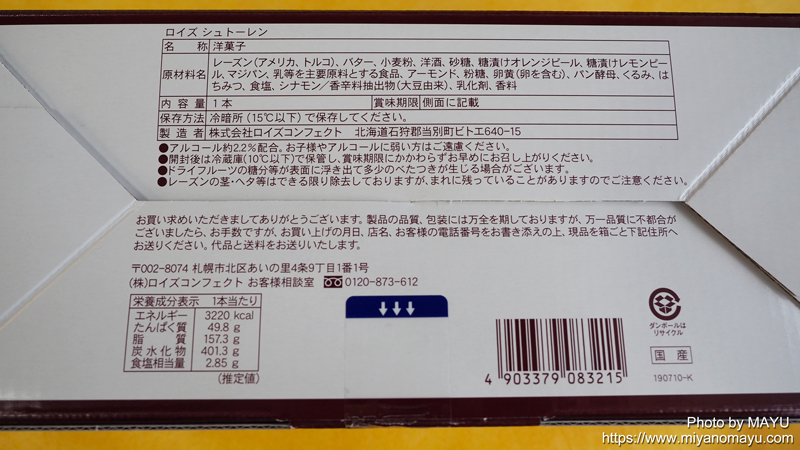 ロイズ シュトーレン
名 称 洋菓子
原材料名 レーズン(アメリカ、トルコ)、バター、小麦粉、洋酒、砂糖、糖漬けオレンジピール、糖漬けレモンピー
ル、マジパン、乳等を主要原料とする食品、アーモンド、粉糖、卵黄(卵を含む)、パン酵母、くるみ、は
ちみつ、食塩、シナモン/香辛料抽出物(大豆由来)、乳化剤、香料
内 容 量 1本 賞味期限 側面に記載
保存方法 冷暗所(15℃以下)で保存してください。
製 造 者 株式会社ロイズコンフェクト 北海道石狩郡当別町ビトエ640-15
●アルコール約2.2%配合。お子様やアルコールに弱い方はご遠慮ください。
●開封後は冷蔵庫(10℃以下)で保管し、賞味期限にかかわらずお早めにお召し上がりください。
●ドライフルーツの糖分等が表面に浮き出て多少のべたつきが生じる場合がございます。
●レーズンの茎・ヘタ等はできる限り除去しておりますが、まれに残っていることがありますのでご注意ください。
お買い求めいただきましてありがとうございます。製品の品質、包装には万全を期しておりますが、万一品質に不都合が
ございましたら、お手数ですが、お買い上げの月日、店名、お客様の電話番号をお書き添えの上、現品を箱ごと下記住所へ
お送りください。代品と送料をお送りいたします。
〒002-8074 札幌市北区あいの里4条9丁目1番1号
(株)ロイズコンフェクト お客様相談室 0120-873-612
栄養成分表示 1本当たり
エネルギー 3220 kcal
たんぱく質 49.8 g
脂 質 157.3 g
炭水化物 401.3 g
食塩相当量 2.85 g
(推定値)
ダンボールは
リサイクル
国 産
190710-K
4 903379 083215
Photo by MAYU
https://www.miyanomayu.com/